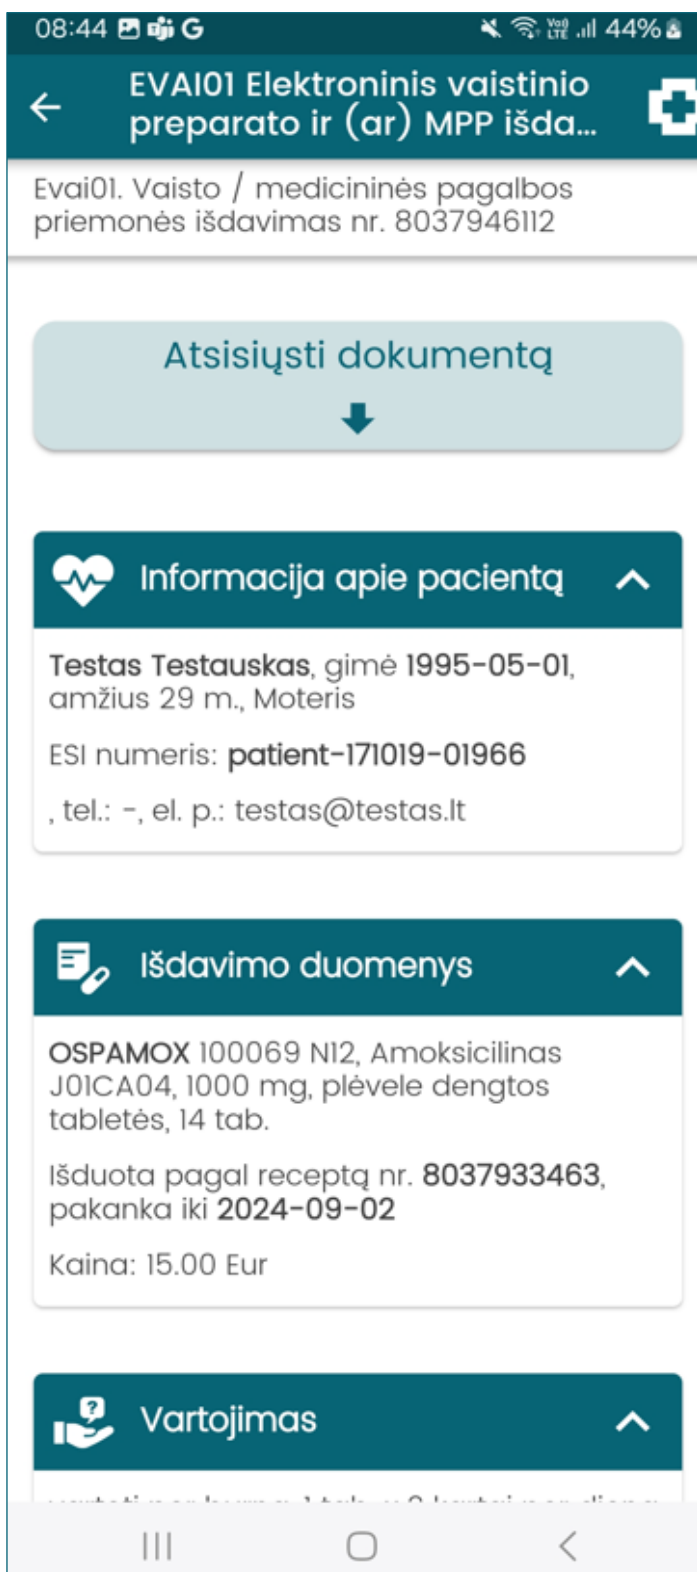 08:44
44%
EVAI01 Elektroninis vaistinio
preparato ir (ar) MPP išda...
Evai01. Vaisto / medicininės pagalbos
priemonės išdavimas nr. 8037946112
Atsisiųsti dokumentą
Informacija apie pacientą
Testas Testauskas, gimė 1995-05-01,
amžius 29 m., Moteris
ESI numeris: patient-171019-01966
, tel.: -, el. p.: testas@testas.lt
Išdavimo duomenys
OSPAMOX 100069 N12, Amoksicilinas
J01CA04, 1000 mg, plėvele dengtos
tabletės, 14 tab.
Išduota pagal receptą nr. 8037933463,
pakanka iki 2024-09-02
Kaina: 15.00 Eur
Vartojimas